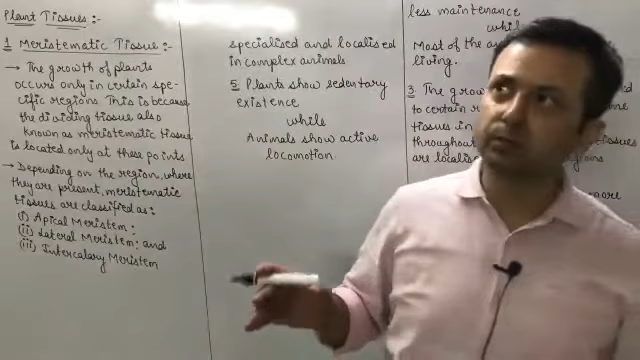 Plant Tissues:-
1 Meristematic Tissue:-
→ The growth of plants
occurs only in certain spe-
cific regions. This is because
the dividing tissue also
known as meristematic tissue
is located only at these points
→ Depending on the region, where
they are present, meristematic
tissues are classified as:
(i) Apical Meristem;
(ii) Lateral Meristem; and
(iii) Intercalary Meristem
specialised and localised
in complex animals
5 Plants show sedentary
existence
while
Animals show active
locomotion.
less maintenance
while
Most of the
living.
3 The
to certain
tissues in tissues
throughout
are localis